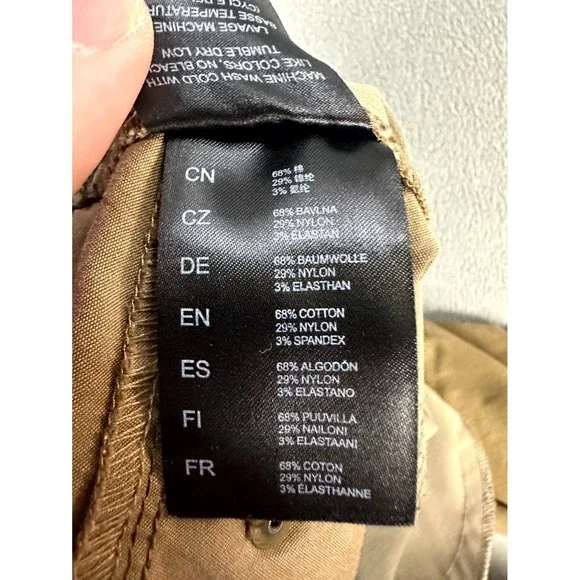 MACHINE WASH COLD WITH
LIKE COLORS, NO BLEACH
TUMBLE DRY LOW
LAVAGE MACHINE
BASSE TEMPERATUR
(CYCLE DE
CN
68% 棉
29% 锦纶
3% 氨纶
CZ
68% BAVLNA
29% NYLON
3% ELASTAN
DE
68% BAUMWOLLE
29% NYLON
3% ELASTHAN
EN
68% COTTON
29% NYLON
3% SPANDEX
ES
68% ALGODÓN
29% NYLON
3% ELASTANO
FI
68% PUUVILLA
29% NAILONI
3% ELASTAANI
FR
68% COTON
29% NYLON
3% ÉLASTHANNE